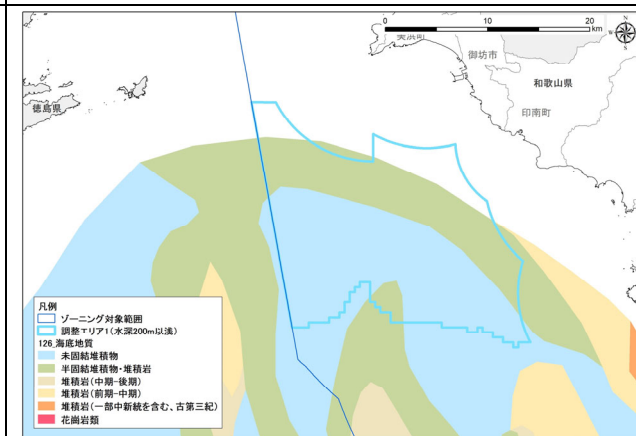 0 10 20
km
N
W E
S
美浜町
御坊市
和歌山県
印南町
徳島県
凡例
ゾーニング対象範囲
調整エリア1(水深200m以浅)
126_海底地質
未固結堆積物
半固結堆積物・堆積岩
堆積岩(中期-後期)
堆積岩(前期-中期)
堆積岩(一部中新統を含む、古第三紀)
花崗岩類